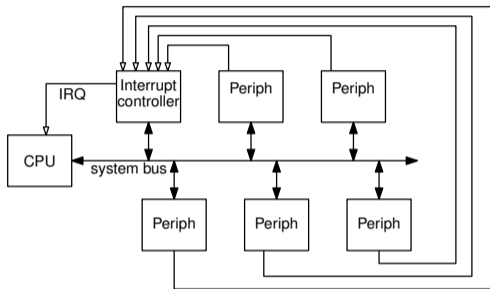 Interrupt
controller
Periph
Periph
IRQ
CPU
system bus
Periph
Periph
Periph